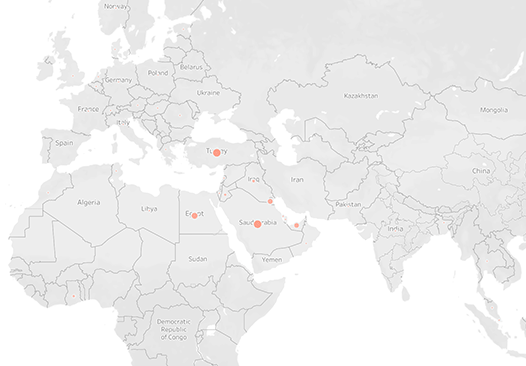 Norway
Belarus
Poland
Germany
Ukraine
France
Kazakhstan
Mongolia
Italy
Spain
Turkey
China
Iraq
Iran
Algeria
Libya
Pakistan
Egypt
Saudi Arabia
India
Sudan
Yemen
Democratic
Republic
of Congo